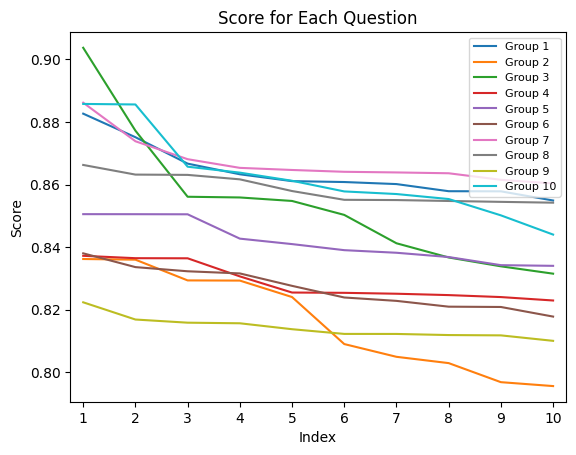 Score for Each Question
Score
0.90
0.88
0.86
0.84
0.82
0.80
Group 1
Group 2
Group 3
Group 4
Group 5
Group 6
Group 7
Group 8
Group 9
Group 10
1 2 3 4 5 6 7 8 9 10
Index